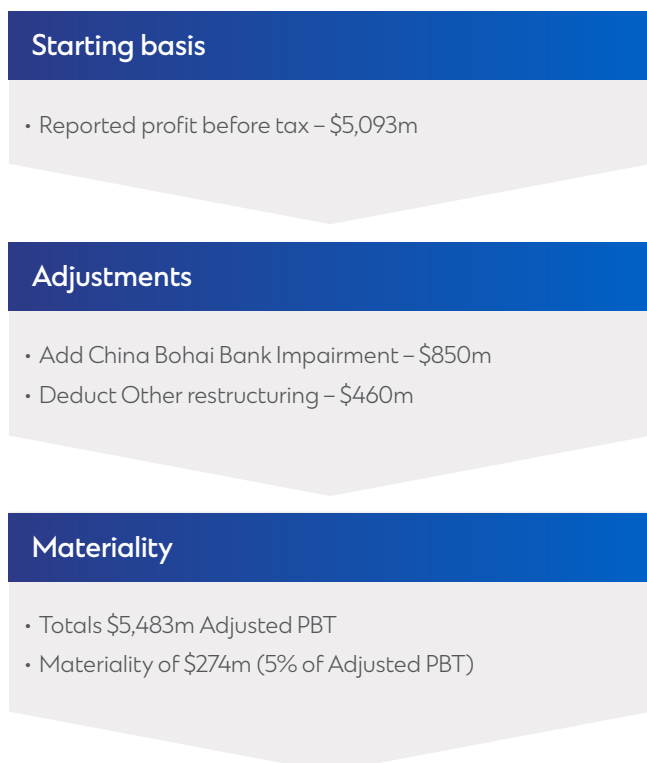 Starting basis
• Reported profit before tax – $5,093m
Adjustments
• Add China Bohai Bank Impairment – $850m
• Deduct Other restructuring – $460m
Materiality
• Totals $5,483m Adjusted PBT
• Materiality of $274m (5% of Adjusted PBT)